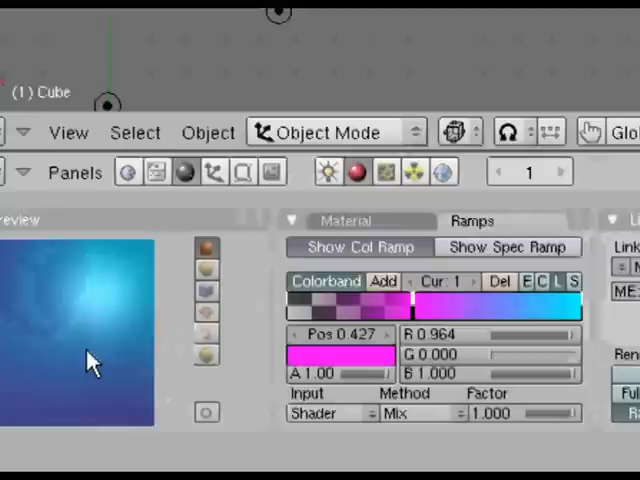 (1) Cube
View Select Object Object Mode Glo
Panels 1
review Material Ramps Li
Show Col Ramp Show Spec Ramp Link
Colorband Add Cur: 1 Del E C L S
ME:
Pos 0.427 R 0.964
G 0.000 Ren
A 1.00 B 1.000
Input Method Factor Ful
Shader Mix 1.000